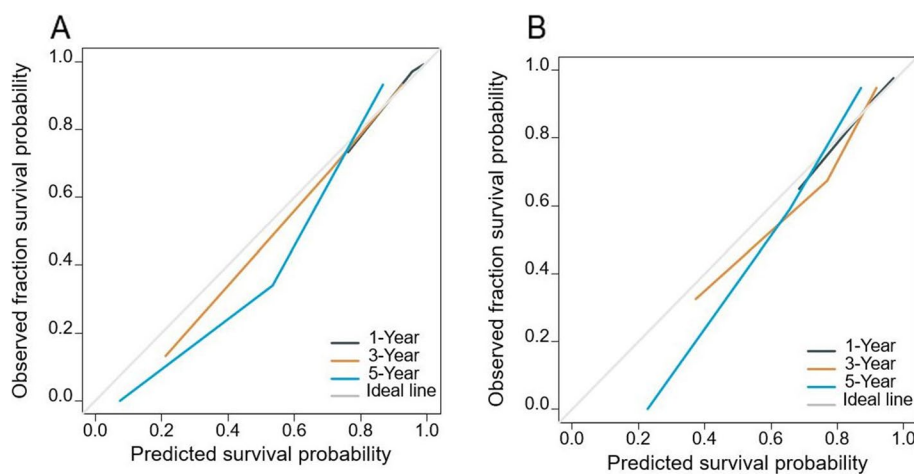 A
Observed fraction survival probability
1.0
0.8
0.6
0.4
0.2
0.0
1-Year
3-Year
5-Year
Ideal line
0.0 0.2 0.4 0.6 0.8 1.0
Predicted survival probability
B
Observed fraction survival probability
1.0
0.8
0.6
0.4
0.2
0.0
1-Year
3-Year
5-Year
Ideal line
0.0 0.2 0.4 0.6 0.8 1.0
Predicted survival probability